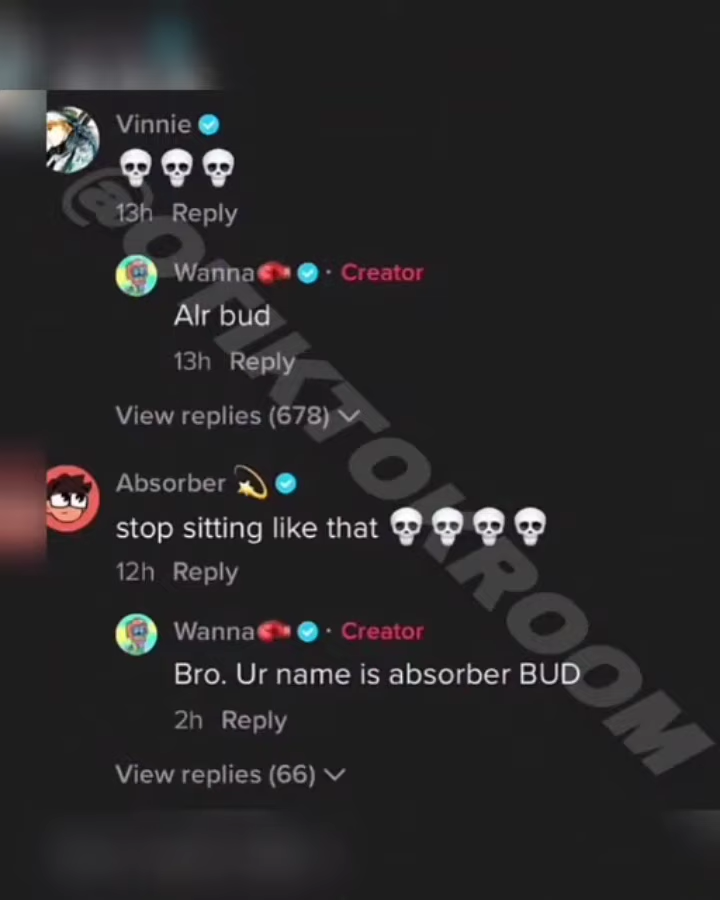 Vinnie
💀💀💀
13h Reply
Wanna🥊 · Creator
Alr bud
13h Reply
View replies (678)
Absorber 💫
stop sitting like that 💀💀💀💀
12h Reply
Wanna🥊 · Creator
Bro. Ur name is absorber BUD
2h Reply
View replies (66)
@OTIKTOKROOM